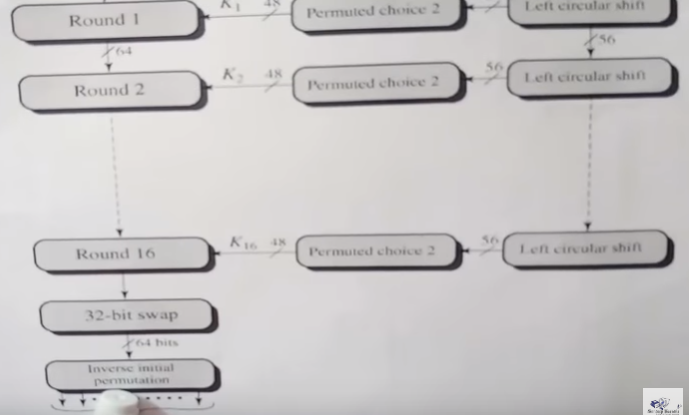 Round 1
K1
48
Permuted choice 2
Left circular shift
64
56
Round 2
K2
48
Permuted choice 2
56
Left circular shift
Round 16
K16
48
Permuted choice 2
56
Left circular shift
32-bit swap
64 bits
Inverse initial
permutation